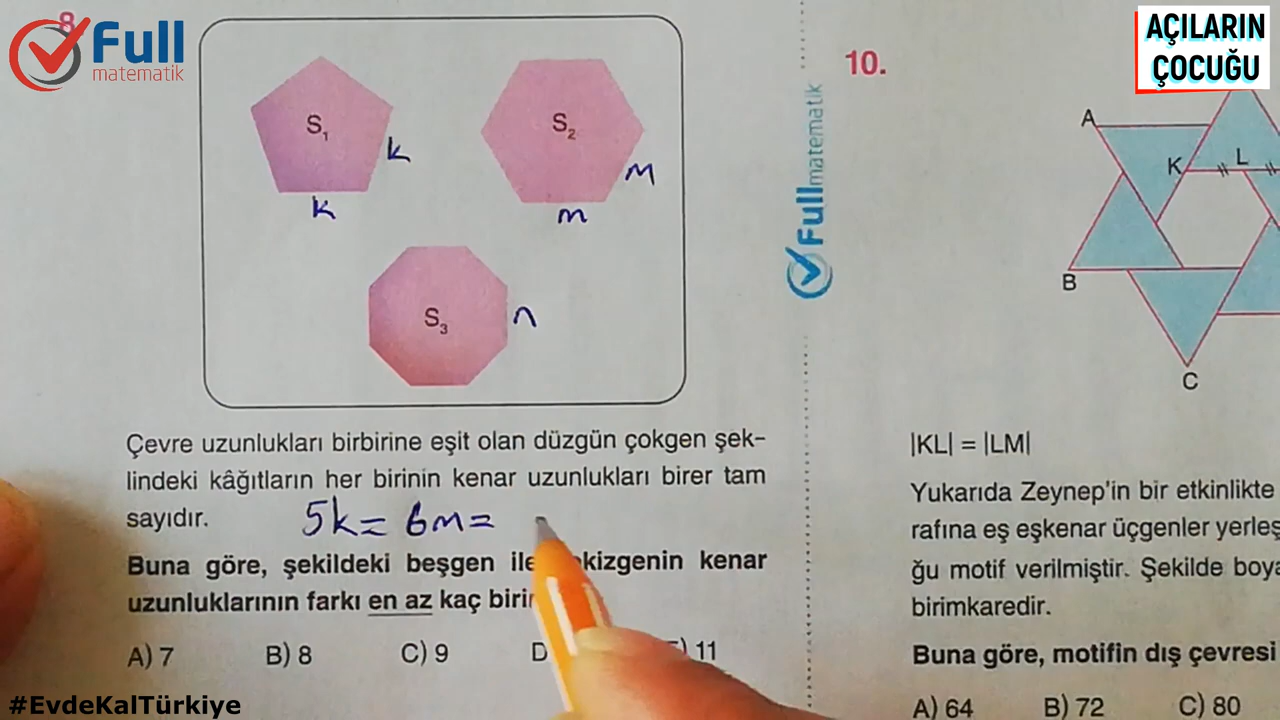 Full
matematik
8
AÇILARIN
ÇOCUĞU
S1
k
k
S2
m
m
S3
n
Çevre uzunlukları birbirine eşit olan düzgün çokgen şek-
lindeki kâğıtların her birinin kenar uzunlukları birer tam
sayıdır.
5k = 6m =
Buna göre, şekildeki beşgen ile kizgenin kenar
uzunluklarının farkı en az kaç
A) 7 B) 8 C) 9 D ) 11
Fullmatematik
10.
A
K
L
B
C
|KL| = |LM|
Yukarıda Zeynep'in bir etkinlikte
rafına eş eşkenar üçgenler yerleş
ğu motif verilmiştir. Şekilde boya
birimkaredir.
Buna göre, motifin dış çevresi
A) 64 B) 72 C) 80
#EvdeKalTürkiye